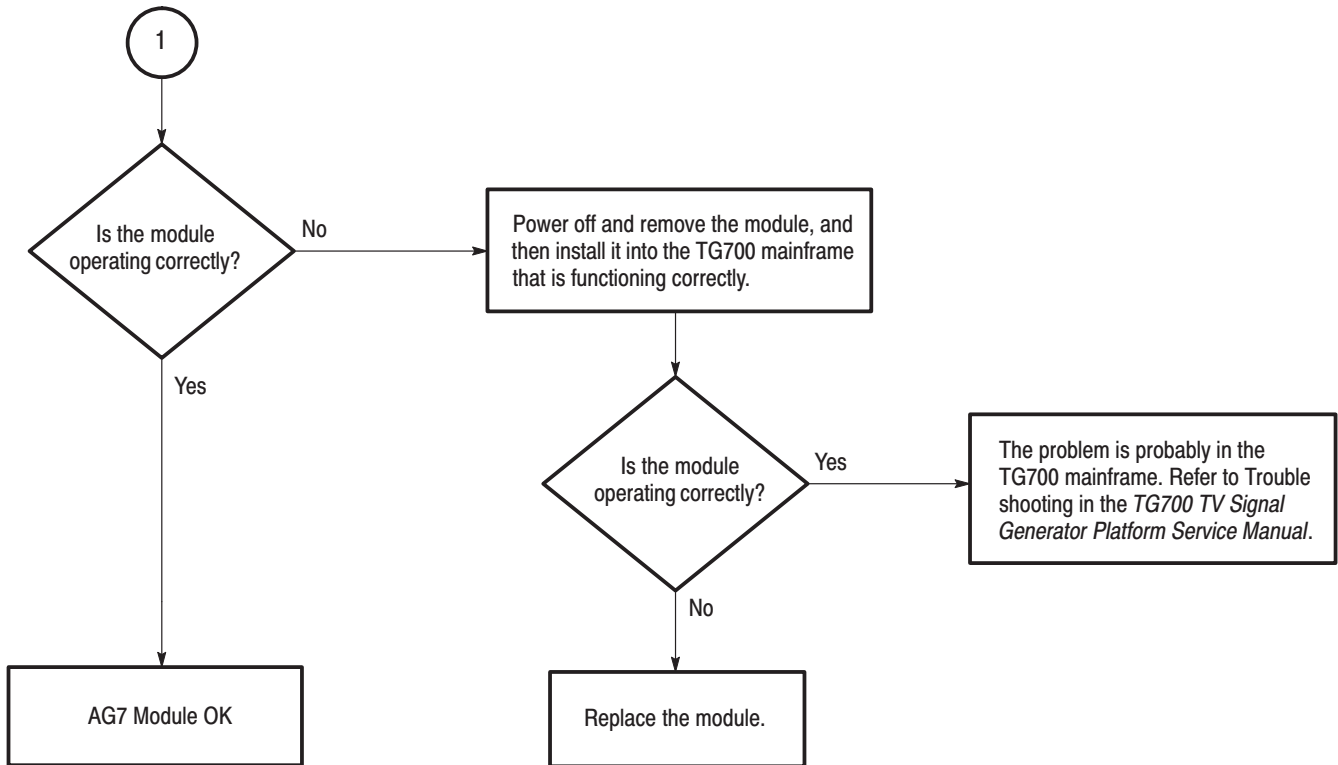 1
Is the module
operating correctly?
No
Yes
Power off and remove the module, and
then install it into the TG700 mainframe
that is functioning correctly.
Is the module
operating correctly?
Yes
No
The problem is probably in the
TG700 mainframe. Refer to Trouble
shooting in the TG700 TV Signal
Generator Platform Service Manual.
AG7 Module OK
Replace the module.